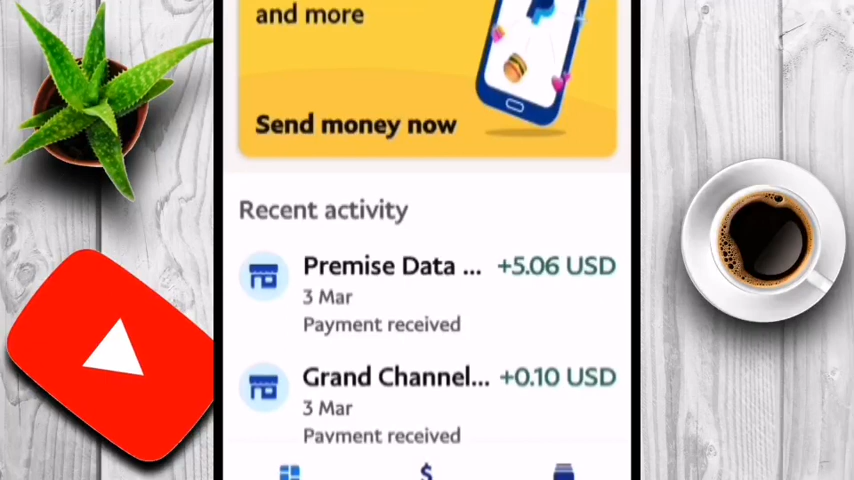 and more
Send money now
Recent activity
Premise Data ... +5.06 USD
3 Mar
Payment received
Grand Channel... +0.10 USD
3 Mar
Payment received
$